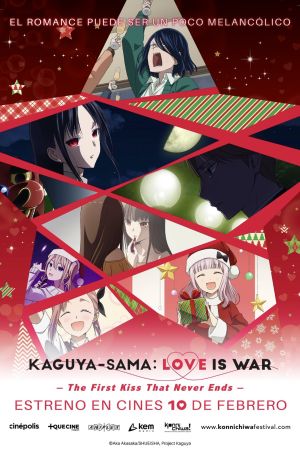 EL ROMANCE PUEDE SER UN POCO MELANCÓLICO
KAGUYA-SAMA: LOVE IS WAR
– The First Kiss That Never Ends –
ESTRENO EN CINES 10 DE FEBRERO
cinépolis
+QUE CINE
kem
konnichiwa!
www.konnichiwafestival.com
©Aka Akasaka/SHUEISHA, Project Kaguya